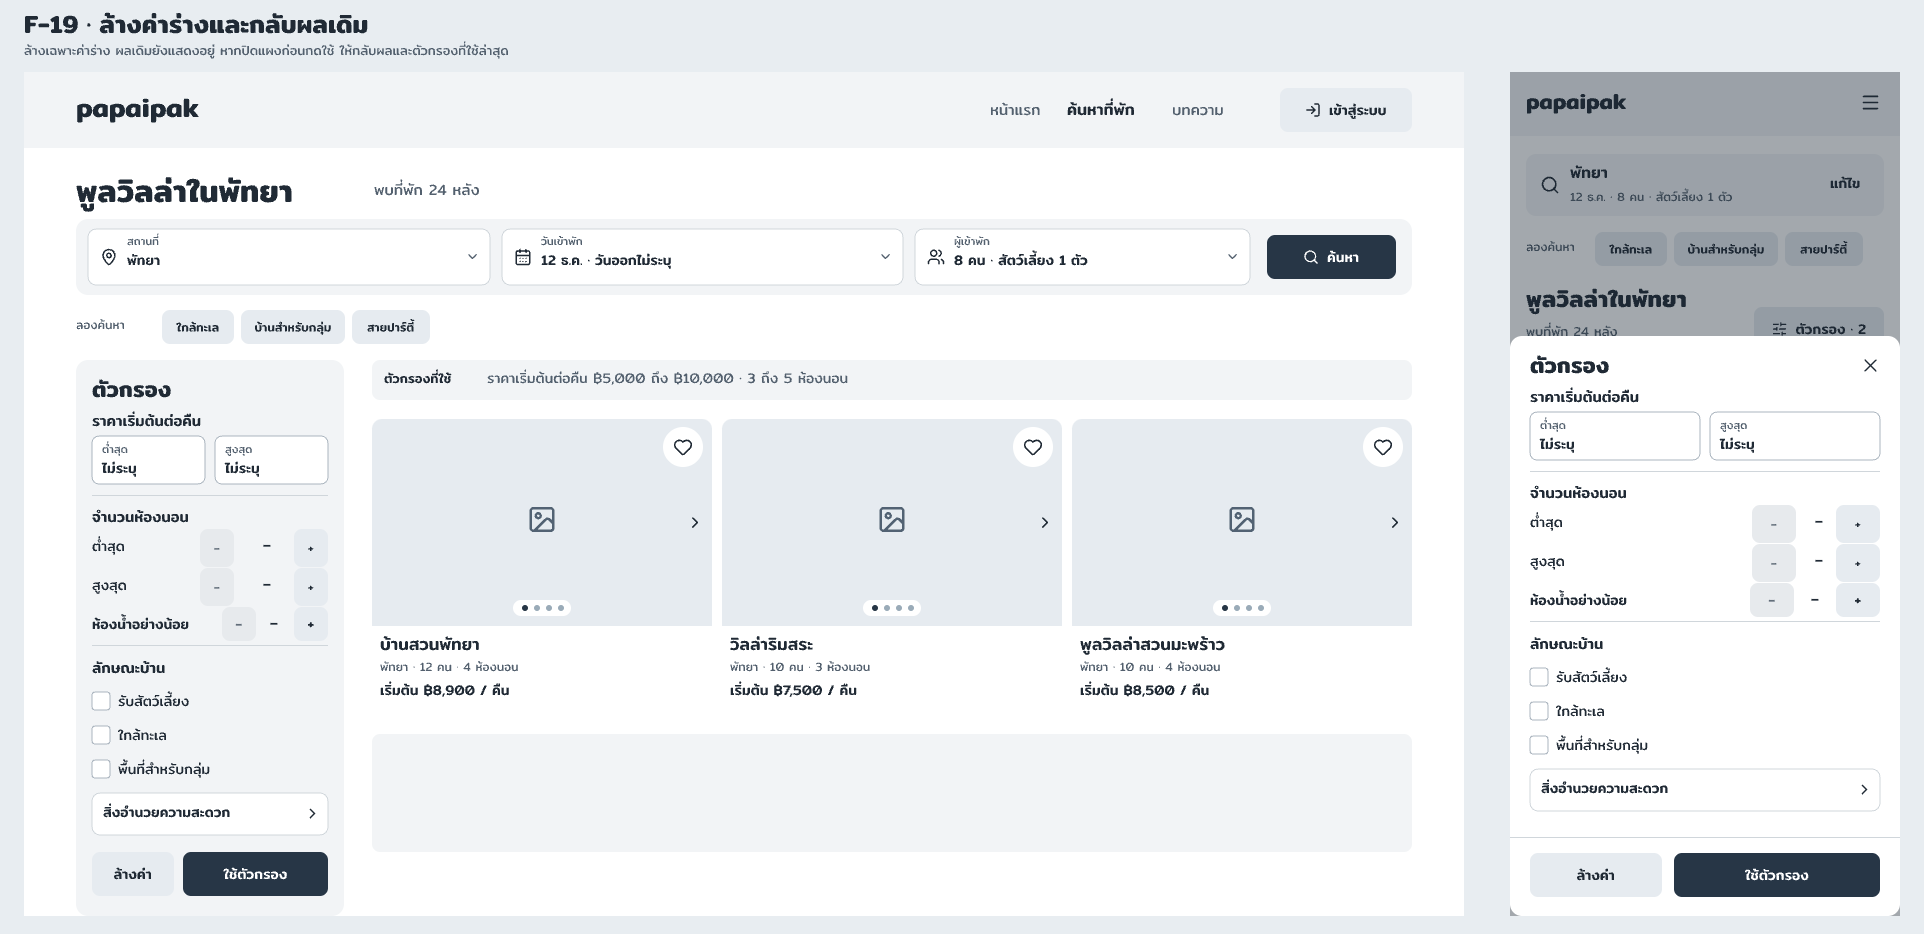 F-19 · ล้างค่าร่างและกลับผลเดิม
ล้างเฉพาะค่าร่าง ผลเดิมยังแสดงอยู่ หากปิดแผงก่อนกดใช้ ให้กลับผลและตัวกรองที่ใช้ล่าสุด
papaipak
หน้าแรก ค้นหาที่พัก บทความ เข้าสู่ระบบ
พูลวิลล่าในพัทยา พบที่พัก 24 หลัง
สถานที่
พัทยา
วันเข้าพัก
12 ธ.ค. · วันออกไม่ระบุ
ผู้เข้าพัก
8 คน · สัตว์เลี้ยง 1 ตัว
ค้นหา
ลองค้นหา ใกล้ทะเล บ้านสำหรับกลุ่ม สายปาร์ตี้
ตัวกรอง
ราคาเริ่มต้นต่อคืน
ต่ำสุด
ไม่ระบุ
สูงสุด
ไม่ระบุ
จำนวนห้องนอน
ต่ำสุด - – +
สูงสุด - – +
ห้องน้ำอย่างน้อย - – +
ลักษณะบ้าน
รับสัตว์เลี้ยง
ใกล้ทะเล
พื้นที่สำหรับกลุ่ม
สิ่งอำนวยความสะดวก
ล้างค่า ใช้ตัวกรอง
ตัวกรองที่ใช้ ราคาเริ่มต้นต่อคืน ฿5,000 ถึง ฿10,000 · 3 ถึง 5 ห้องนอน
บ้านสวนพัทยา
พัทยา · 12 คน · 4 ห้องนอน
เริ่มต้น ฿8,900 / คืน
วิลล่าริมสระ
พัทยา · 10 คน · 3 ห้องนอน
เริ่มต้น ฿7,500 / คืน
พูลวิลล่าสวนมะพร้าว
พัทยา · 10 คน · 4 ห้องนอน
เริ่มต้น ฿8,500 / คืน
papaipak
พัทยา
12 ธ.ค. · 8 คน · สัตว์เลี้ยง 1 ตัว
แก้ไข
ลองค้นหา ใกล้ทะเล บ้านสำหรับกลุ่ม สายปาร์ตี้
พูลวิลล่าในพัทยา
พบที่พัก 24 หลัง ตัวกรอง · 2
ตัวกรอง
ราคาเริ่มต้นต่อคืน
ต่ำสุด
ไม่ระบุ
สูงสุด
ไม่ระบุ
จำนวนห้องนอน
ต่ำสุด - – +
สูงสุด - – +
ห้องน้ำอย่างน้อย - – +
ลักษณะบ้าน
รับสัตว์เลี้ยง
ใกล้ทะเล
พื้นที่สำหรับกลุ่ม
สิ่งอำนวยความสะดวก
ล้างค่า ใช้ตัวกรอง